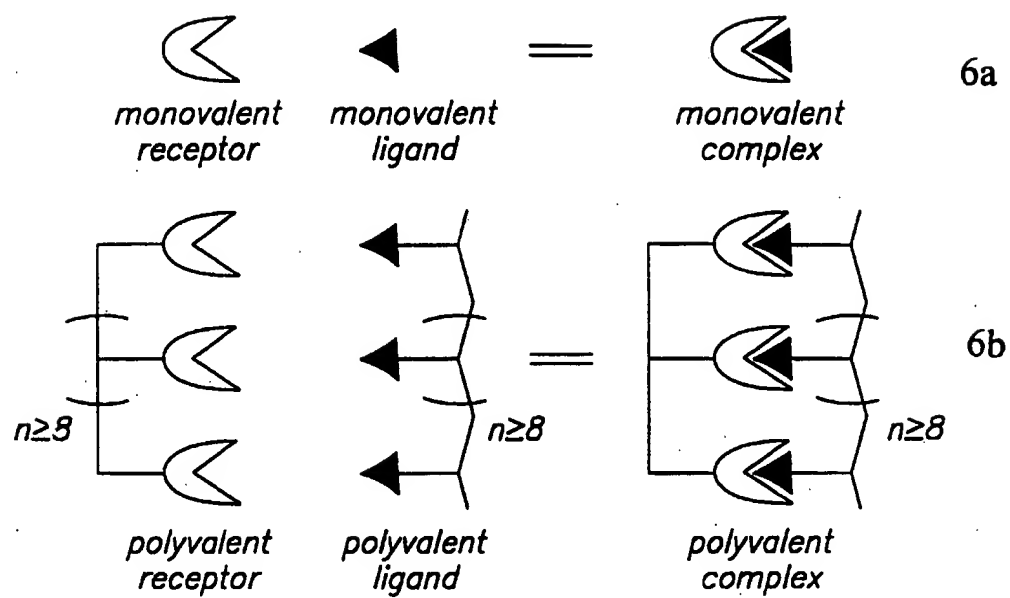 6a
monovalent receptor
monovalent ligand
monovalent complex
6b
n≥8
n≥8
n≥8
polyvalent receptor
polyvalent ligand
polyvalent complex